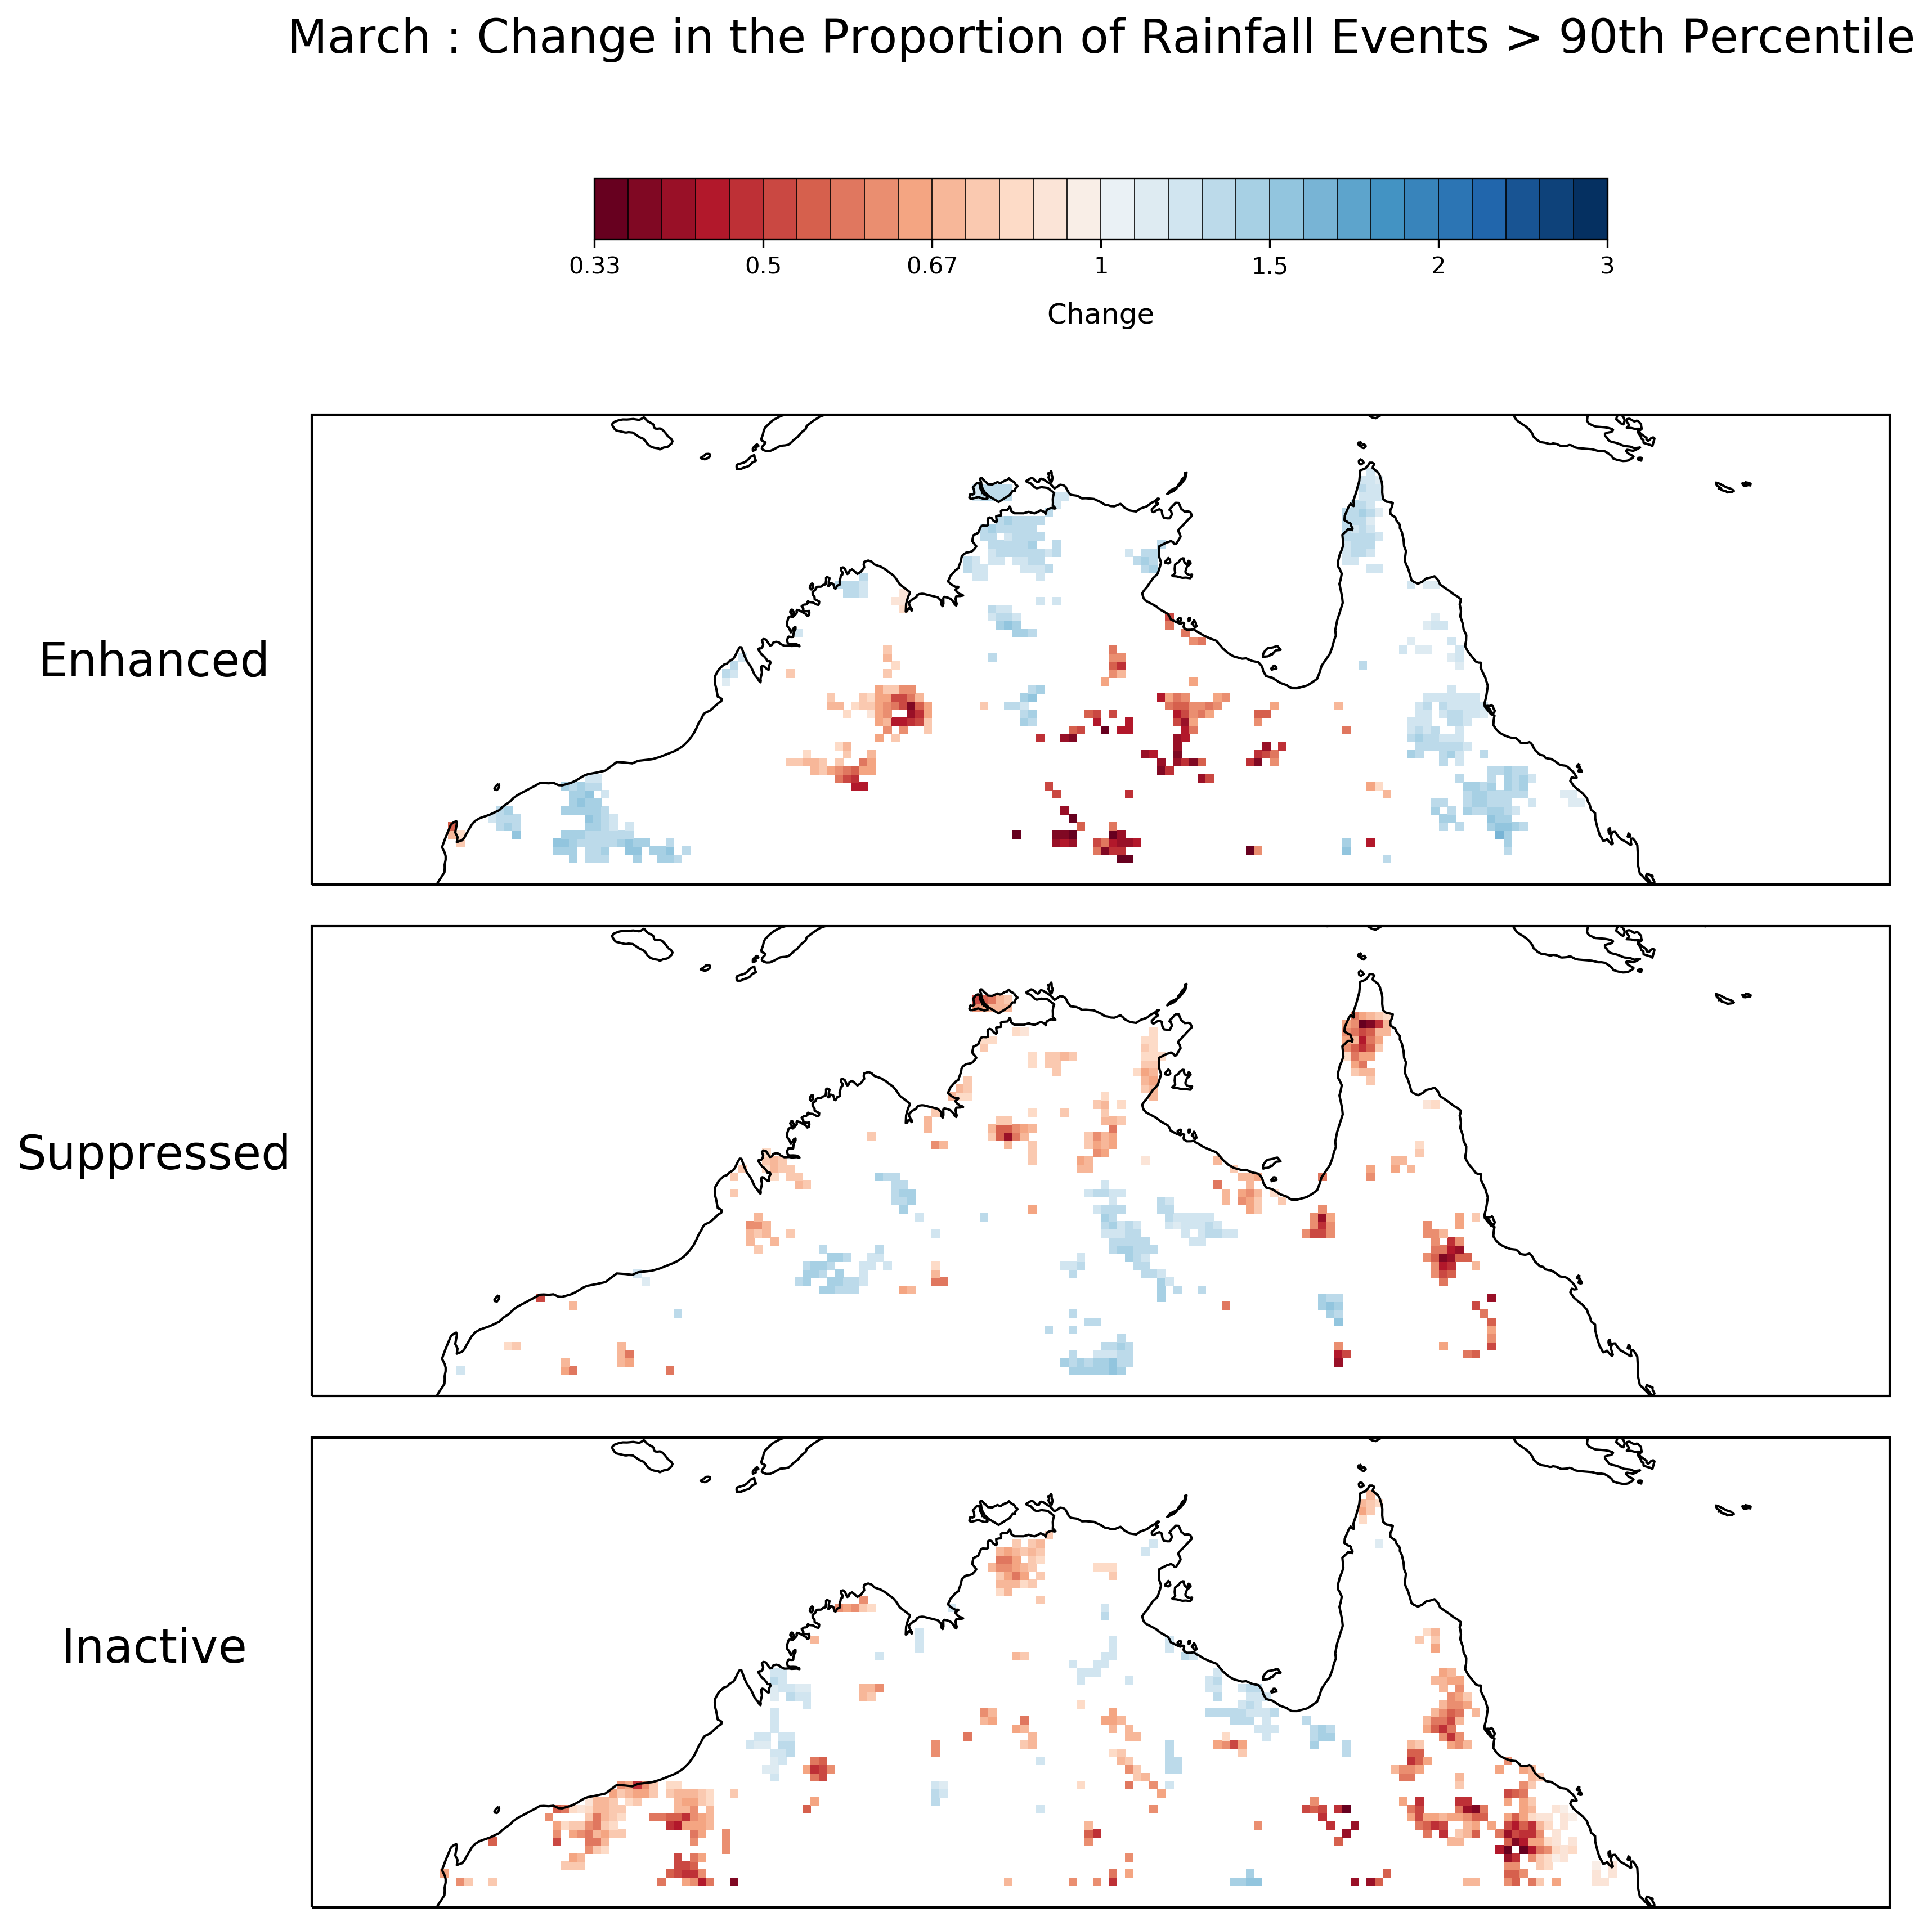 March : Change in the Proportion of Rainfall Events > 90th Percentile
0.33 0.5 0.67 1 1.5 2 3
Change
Enhanced
Suppressed
Inactive